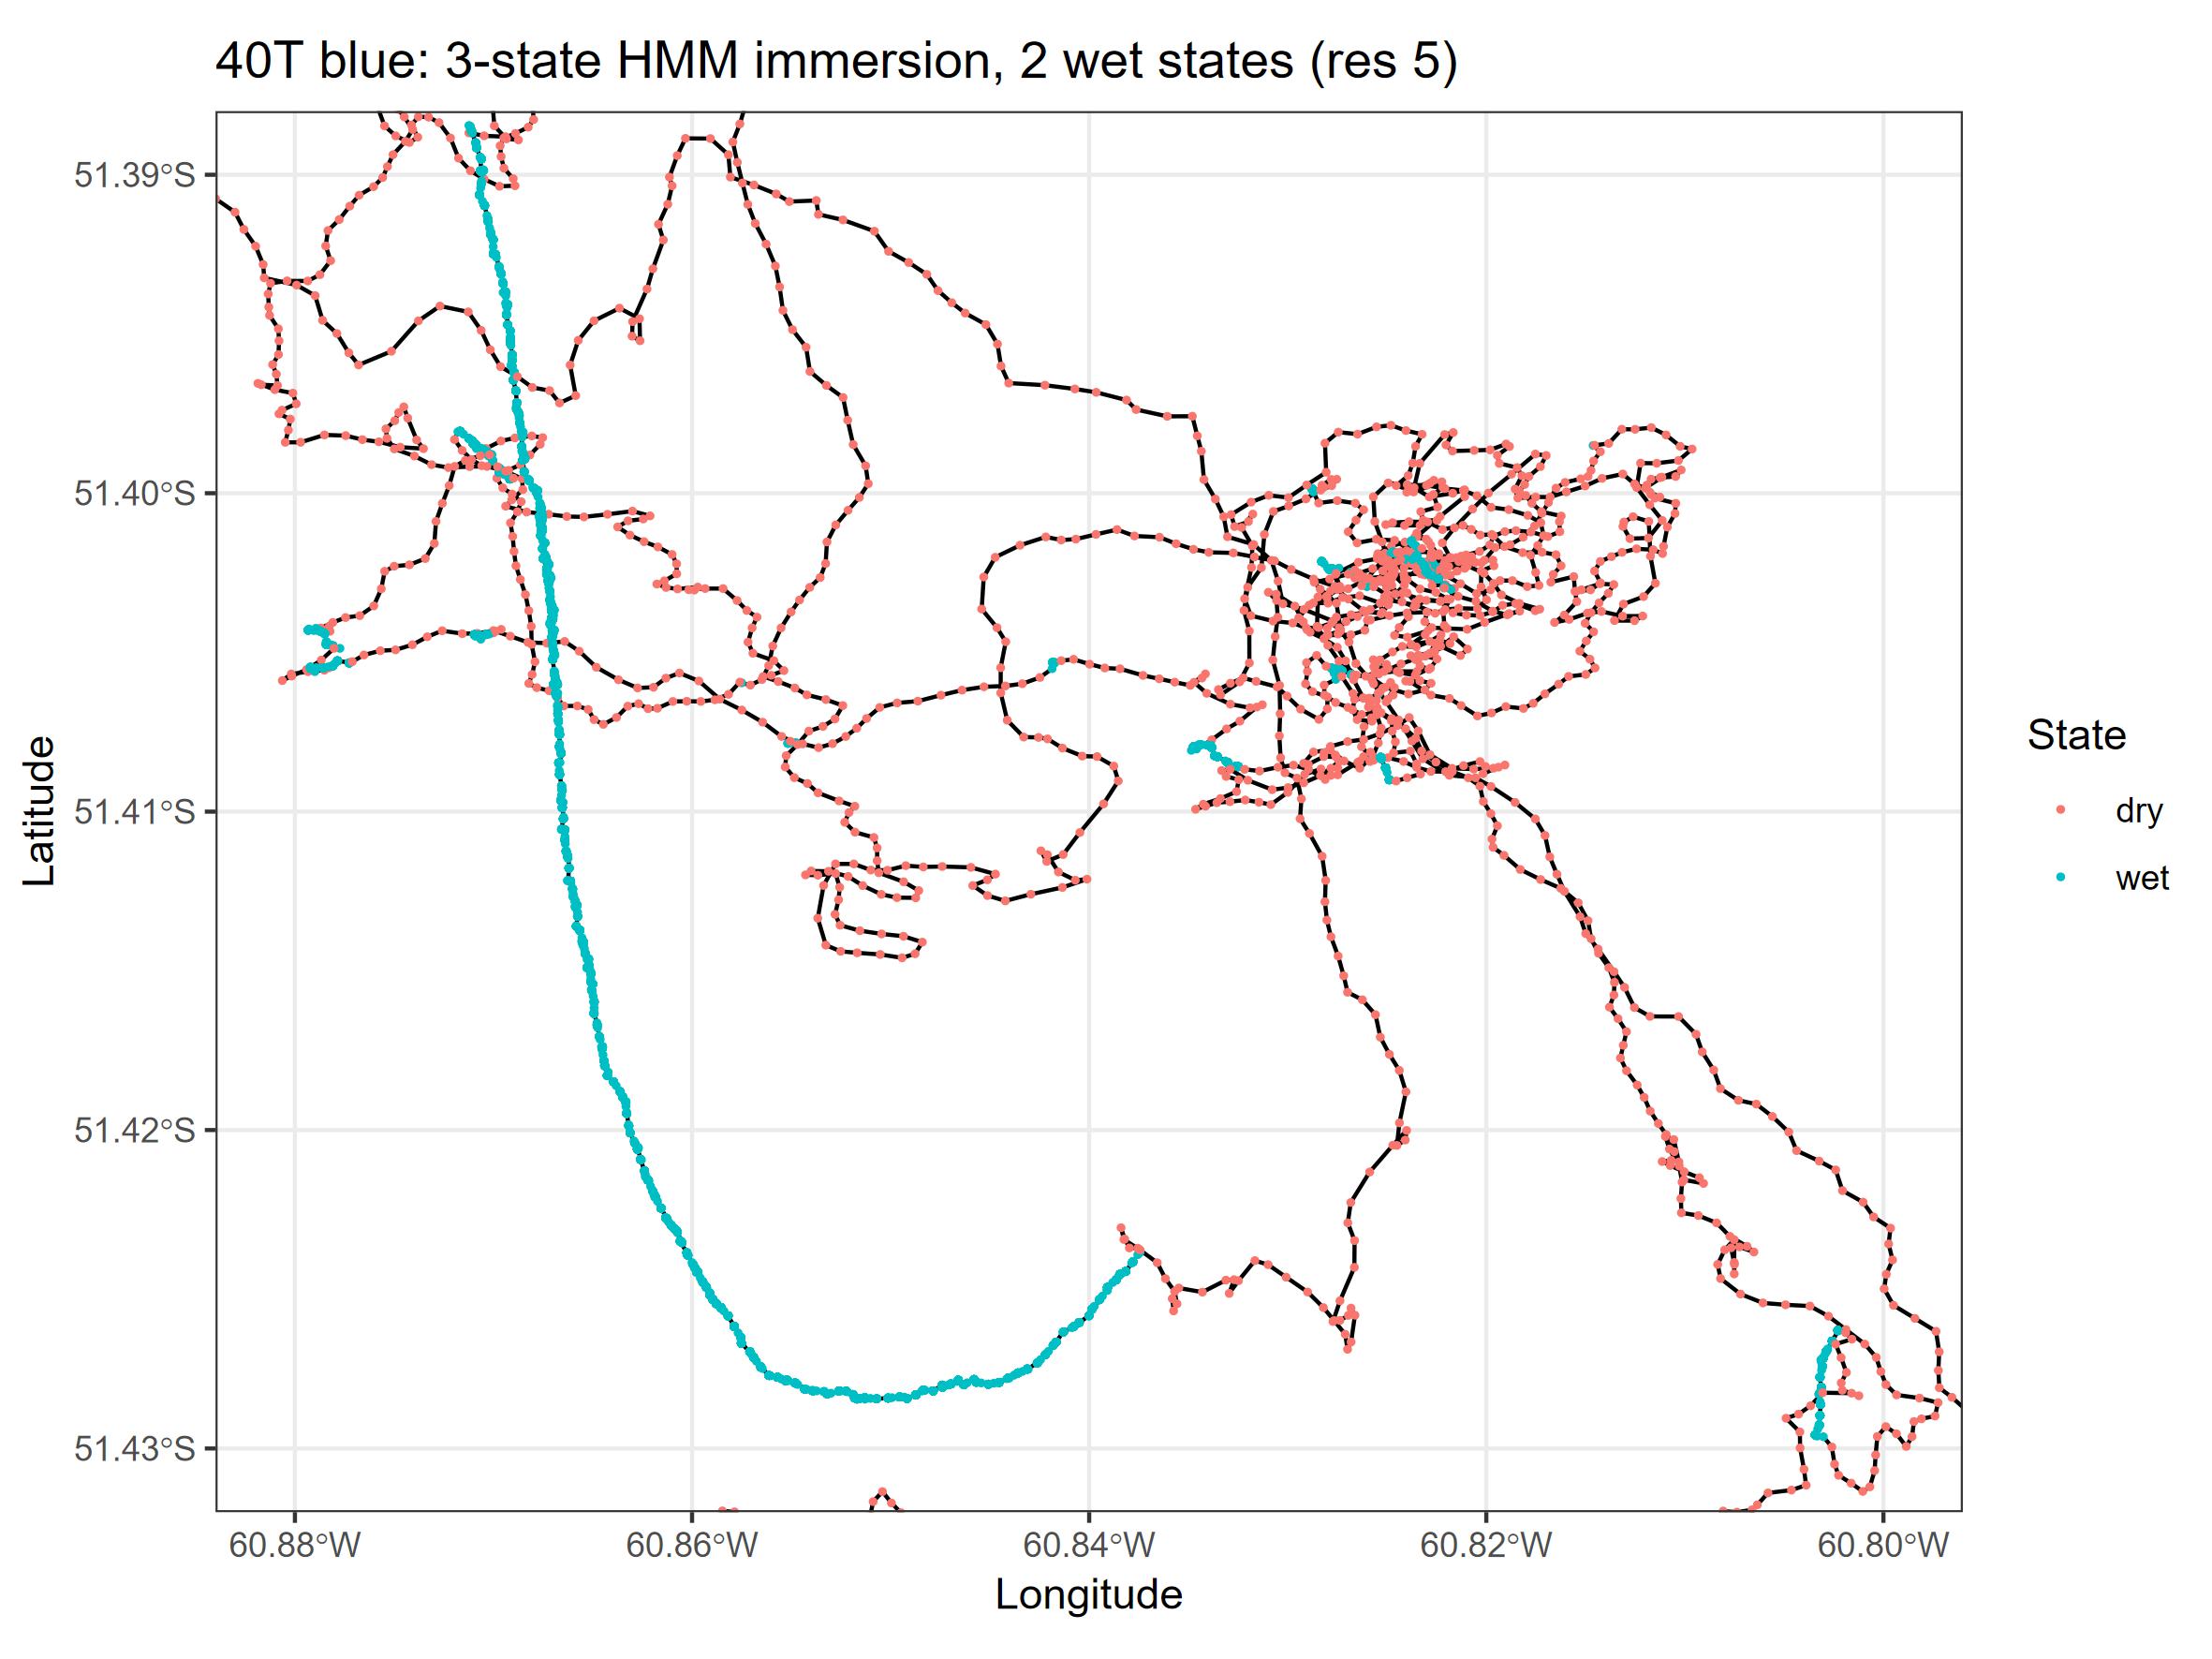 40T blue: 3-state HMM immersion, 2 wet states (res 5)
51.39°S
51.40°S
51.41°S
51.42°S
51.43°S
Latitude
60.88°W
60.86°W
60.84°W
60.82°W
60.80°W
Longitude
State
dry
wet